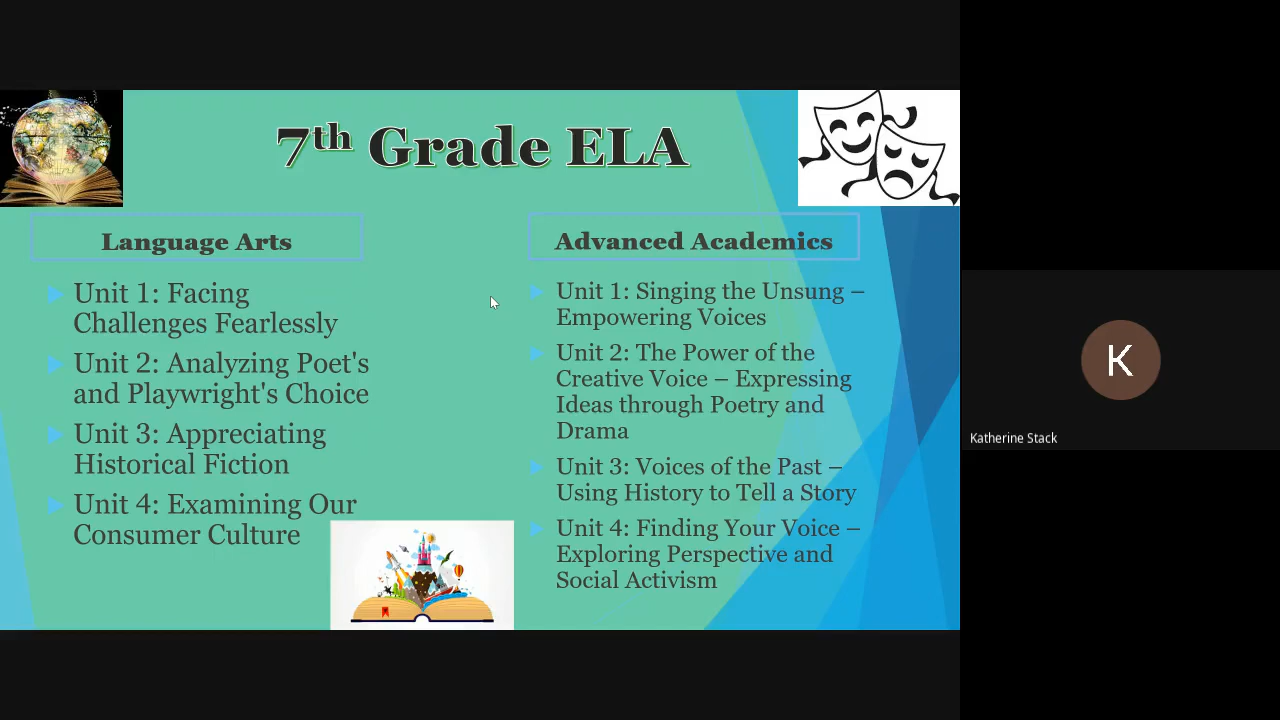 7th Grade ELA
Language Arts
Unit 1: Facing
Challenges Fearlessly
Unit 2: Analyzing Poet's
and Playwright's Choice
Unit 3: Appreciating
Historical Fiction
Unit 4: Examining Our
Consumer Culture
Advanced Academics
Unit 1: Singing the Unsung –
Empowering Voices
Unit 2: The Power of the
Creative Voice – Expressing
Ideas through Poetry and
Drama
Unit 3: Voices of the Past –
Using History to Tell a Story
Unit 4: Finding Your Voice –
Exploring Perspective and
Social Activism
K
Katherine Stack